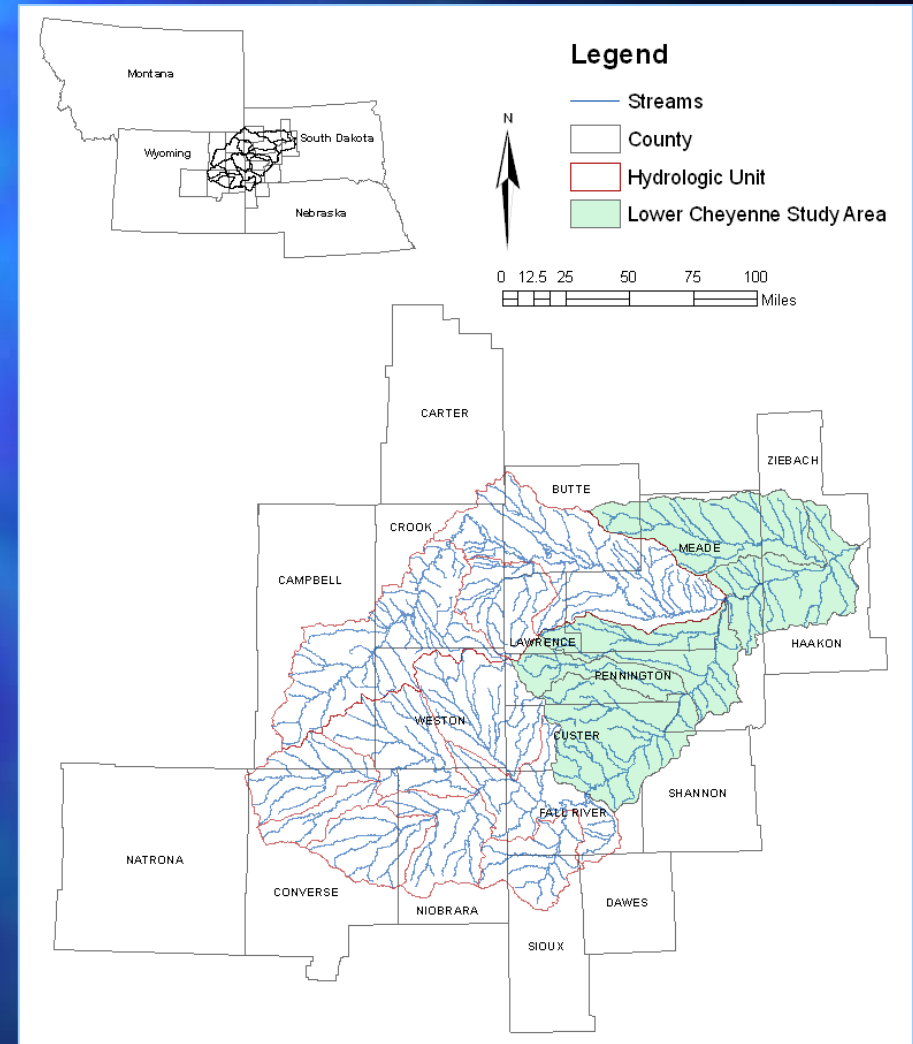 Montana
Wyoming
South Dakota
Nebraska
Legend
N
Streams
County
Hydrologic Unit
Lower Cheyenne Study Area
0 12.5 25 50 75 100
Miles
CARTER
ZIEBACH
BUTTE
CROOK
MEADE
CAMPBELL
LAWRENCE
HAAKON
PENNINGTON
WESTON
CUSTER
SHANNON
FALL RIVER
NATRONA
CONVERSE
DAWES
NIOBRARA
SIOUX